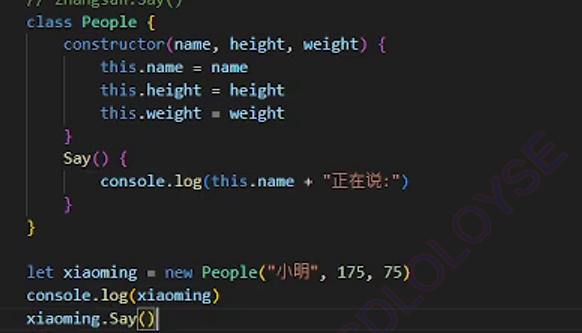 // zhangsan.Say()
class People {
    constructor(name, height, weight) {
        this.name = name
        this.height = height
        this.weight = weight
    }
    Say() {
        console.log(this.name + "正在说:")
    }
}
let xiaoming = new People("小明", 175, 75)
console.log(xiaoming)
xiaoming.Say()